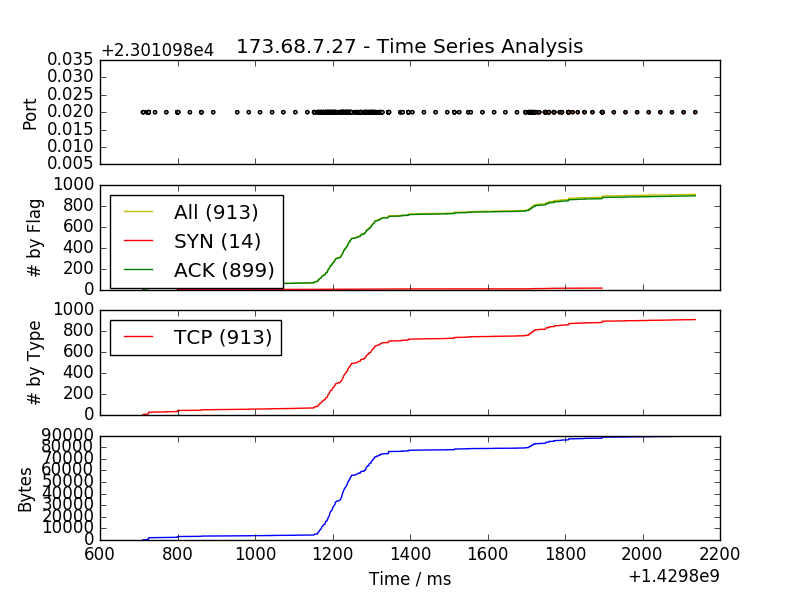 173.68.7.27 - Time Series Analysis
+2.301098e4
0.035
0.030
0.025
0.020
0.015
0.010
0.005
Port
1000
800
600
400
200
0
# by Flag
All (913)
SYN (14)
ACK (899)
1000
800
600
400
200
0
# by Type
TCP (913)
90000
80000
70000
60000
50000
40000
30000
20000
10000
0
Bytes
600 800 1000 1200 1400 1600 1800 2000 2200
Time / ms
+1.4298e9